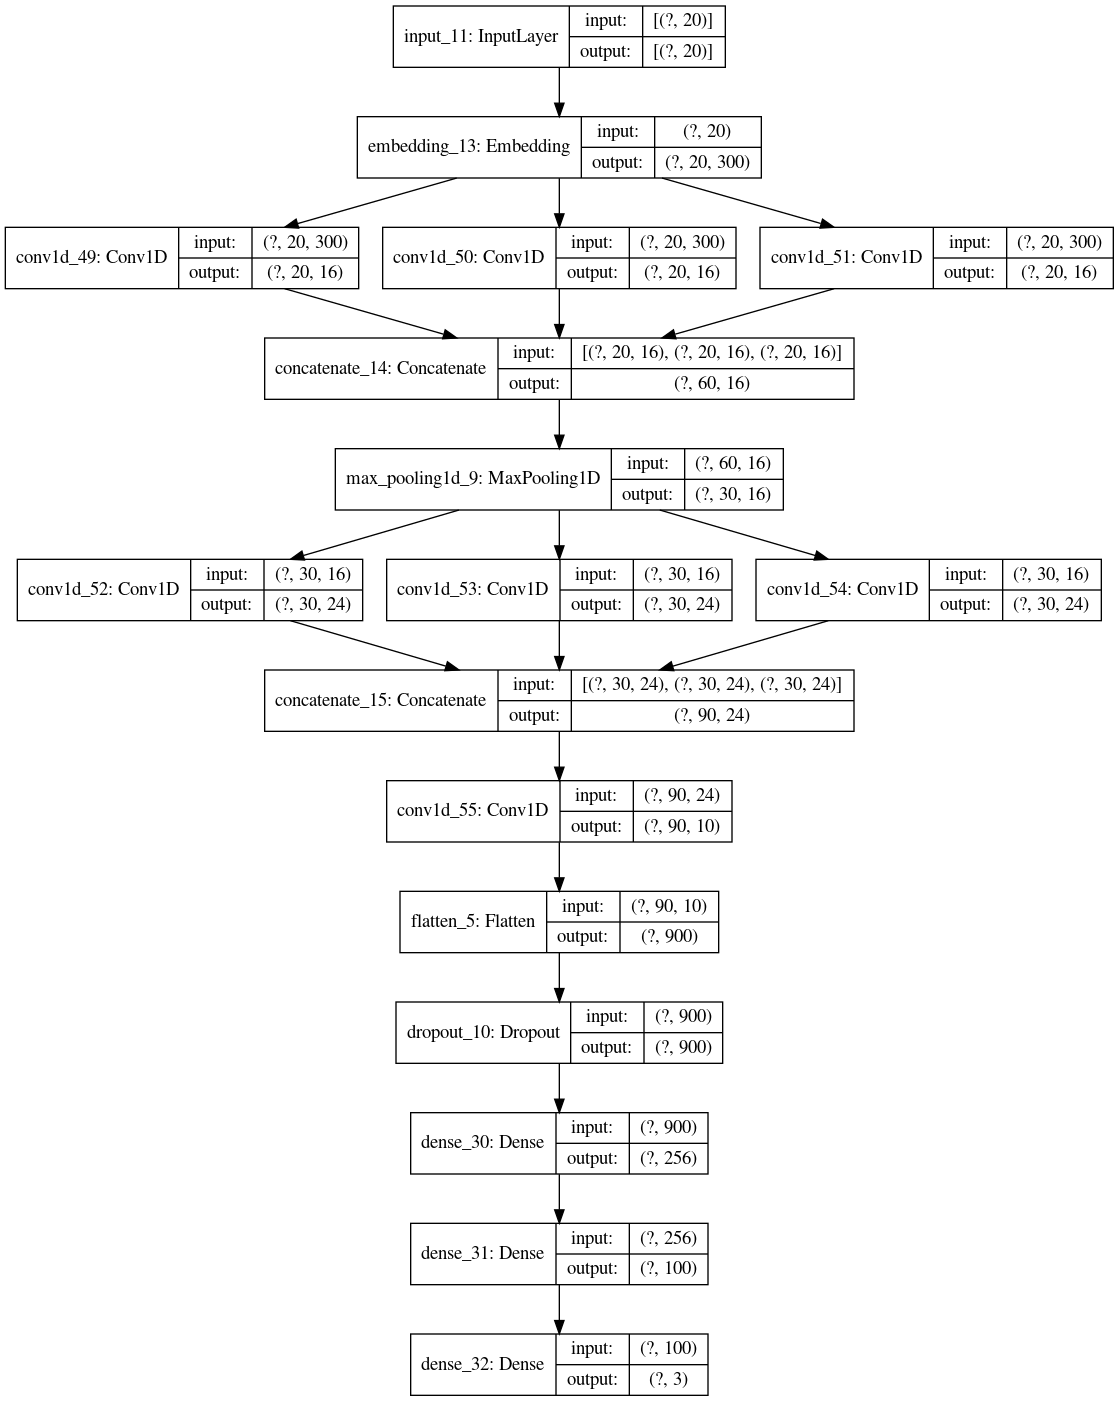 input_11: InputLayer
input: [(?, 20)]
output: [(?, 20)]
embedding_13: Embedding
input: (?, 20)
output: (?, 20, 300)
conv1d_49: Conv1D
input: (?, 20, 300)
output: (?, 20, 16)
conv1d_50: Conv1D
input: (?, 20, 300)
output: (?, 20, 16)
conv1d_51: Conv1D
input: (?, 20, 300)
output: (?, 20, 16)
concatenate_14: Concatenate
input: [(?, 20, 16), (?, 20, 16), (?, 20, 16)]
output: (?, 60, 16)
max_pooling1d_9: MaxPooling1D
input: (?, 60, 16)
output: (?, 30, 16)
conv1d_52: Conv1D
input: (?, 30, 16)
output: (?, 30, 24)
conv1d_53: Conv1D
input: (?, 30, 16)
output: (?, 30, 24)
conv1d_54: Conv1D
input: (?, 30, 16)
output: (?, 30, 24)
concatenate_15: Concatenate
input: [(?, 30, 24), (?, 30, 24), (?, 30, 24)]
output: (?, 90, 24)
conv1d_55: Conv1D
input: (?, 90, 24)
output: (?, 90, 10)
flatten_5: Flatten
input: (?, 90, 10)
output: (?, 900)
dropout_10: Dropout
input: (?, 900)
output: (?, 900)
dense_30: Dense
input: (?, 900)
output: (?, 256)
dense_31: Dense
input: (?, 256)
output: (?, 100)
dense_32: Dense
input: (?, 100)
output: (?, 3)